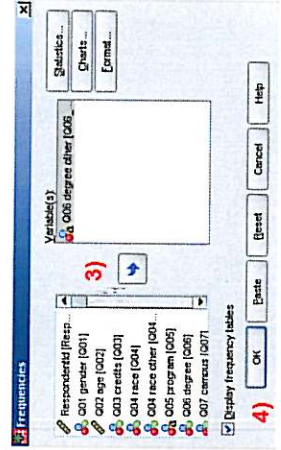 Frequencies
Variable(s):
RespondentId [Resp...
Q01 gender [Q01]
Q01 age [Q02]
Q03 credits [Q03]
Q04 race [Q04]
Q04 race other [Q04...
Q05 program [Q05]
Q06 degree [Q06]
Q07 campus [Q07]
3)
Q06 degree other [Q06_...
Statistics...
Charts...
Format...
Display frequency tables
4)
OK
Paste
Reset
Cancel
Help